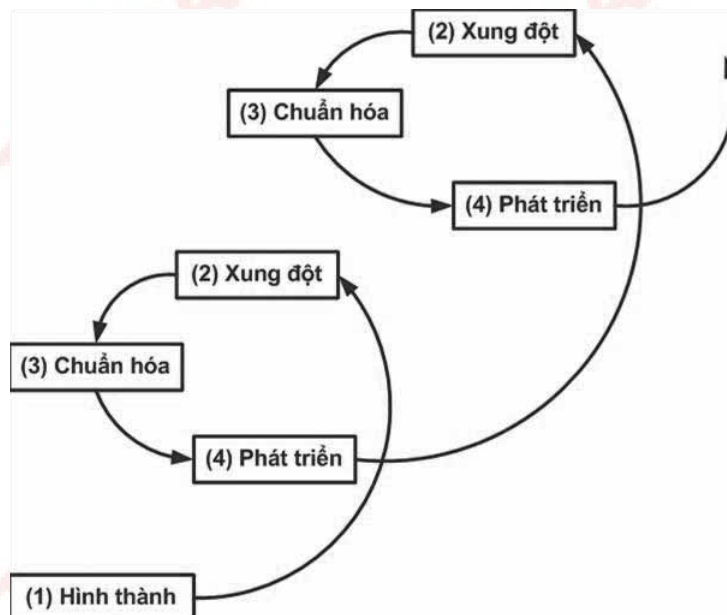 (2) Xung đột
(3) Chuẩn hóa
(4) Phát triển
(2) Xung đột
(3) Chuẩn hóa
(4) Phát triển
(1) Hình thành